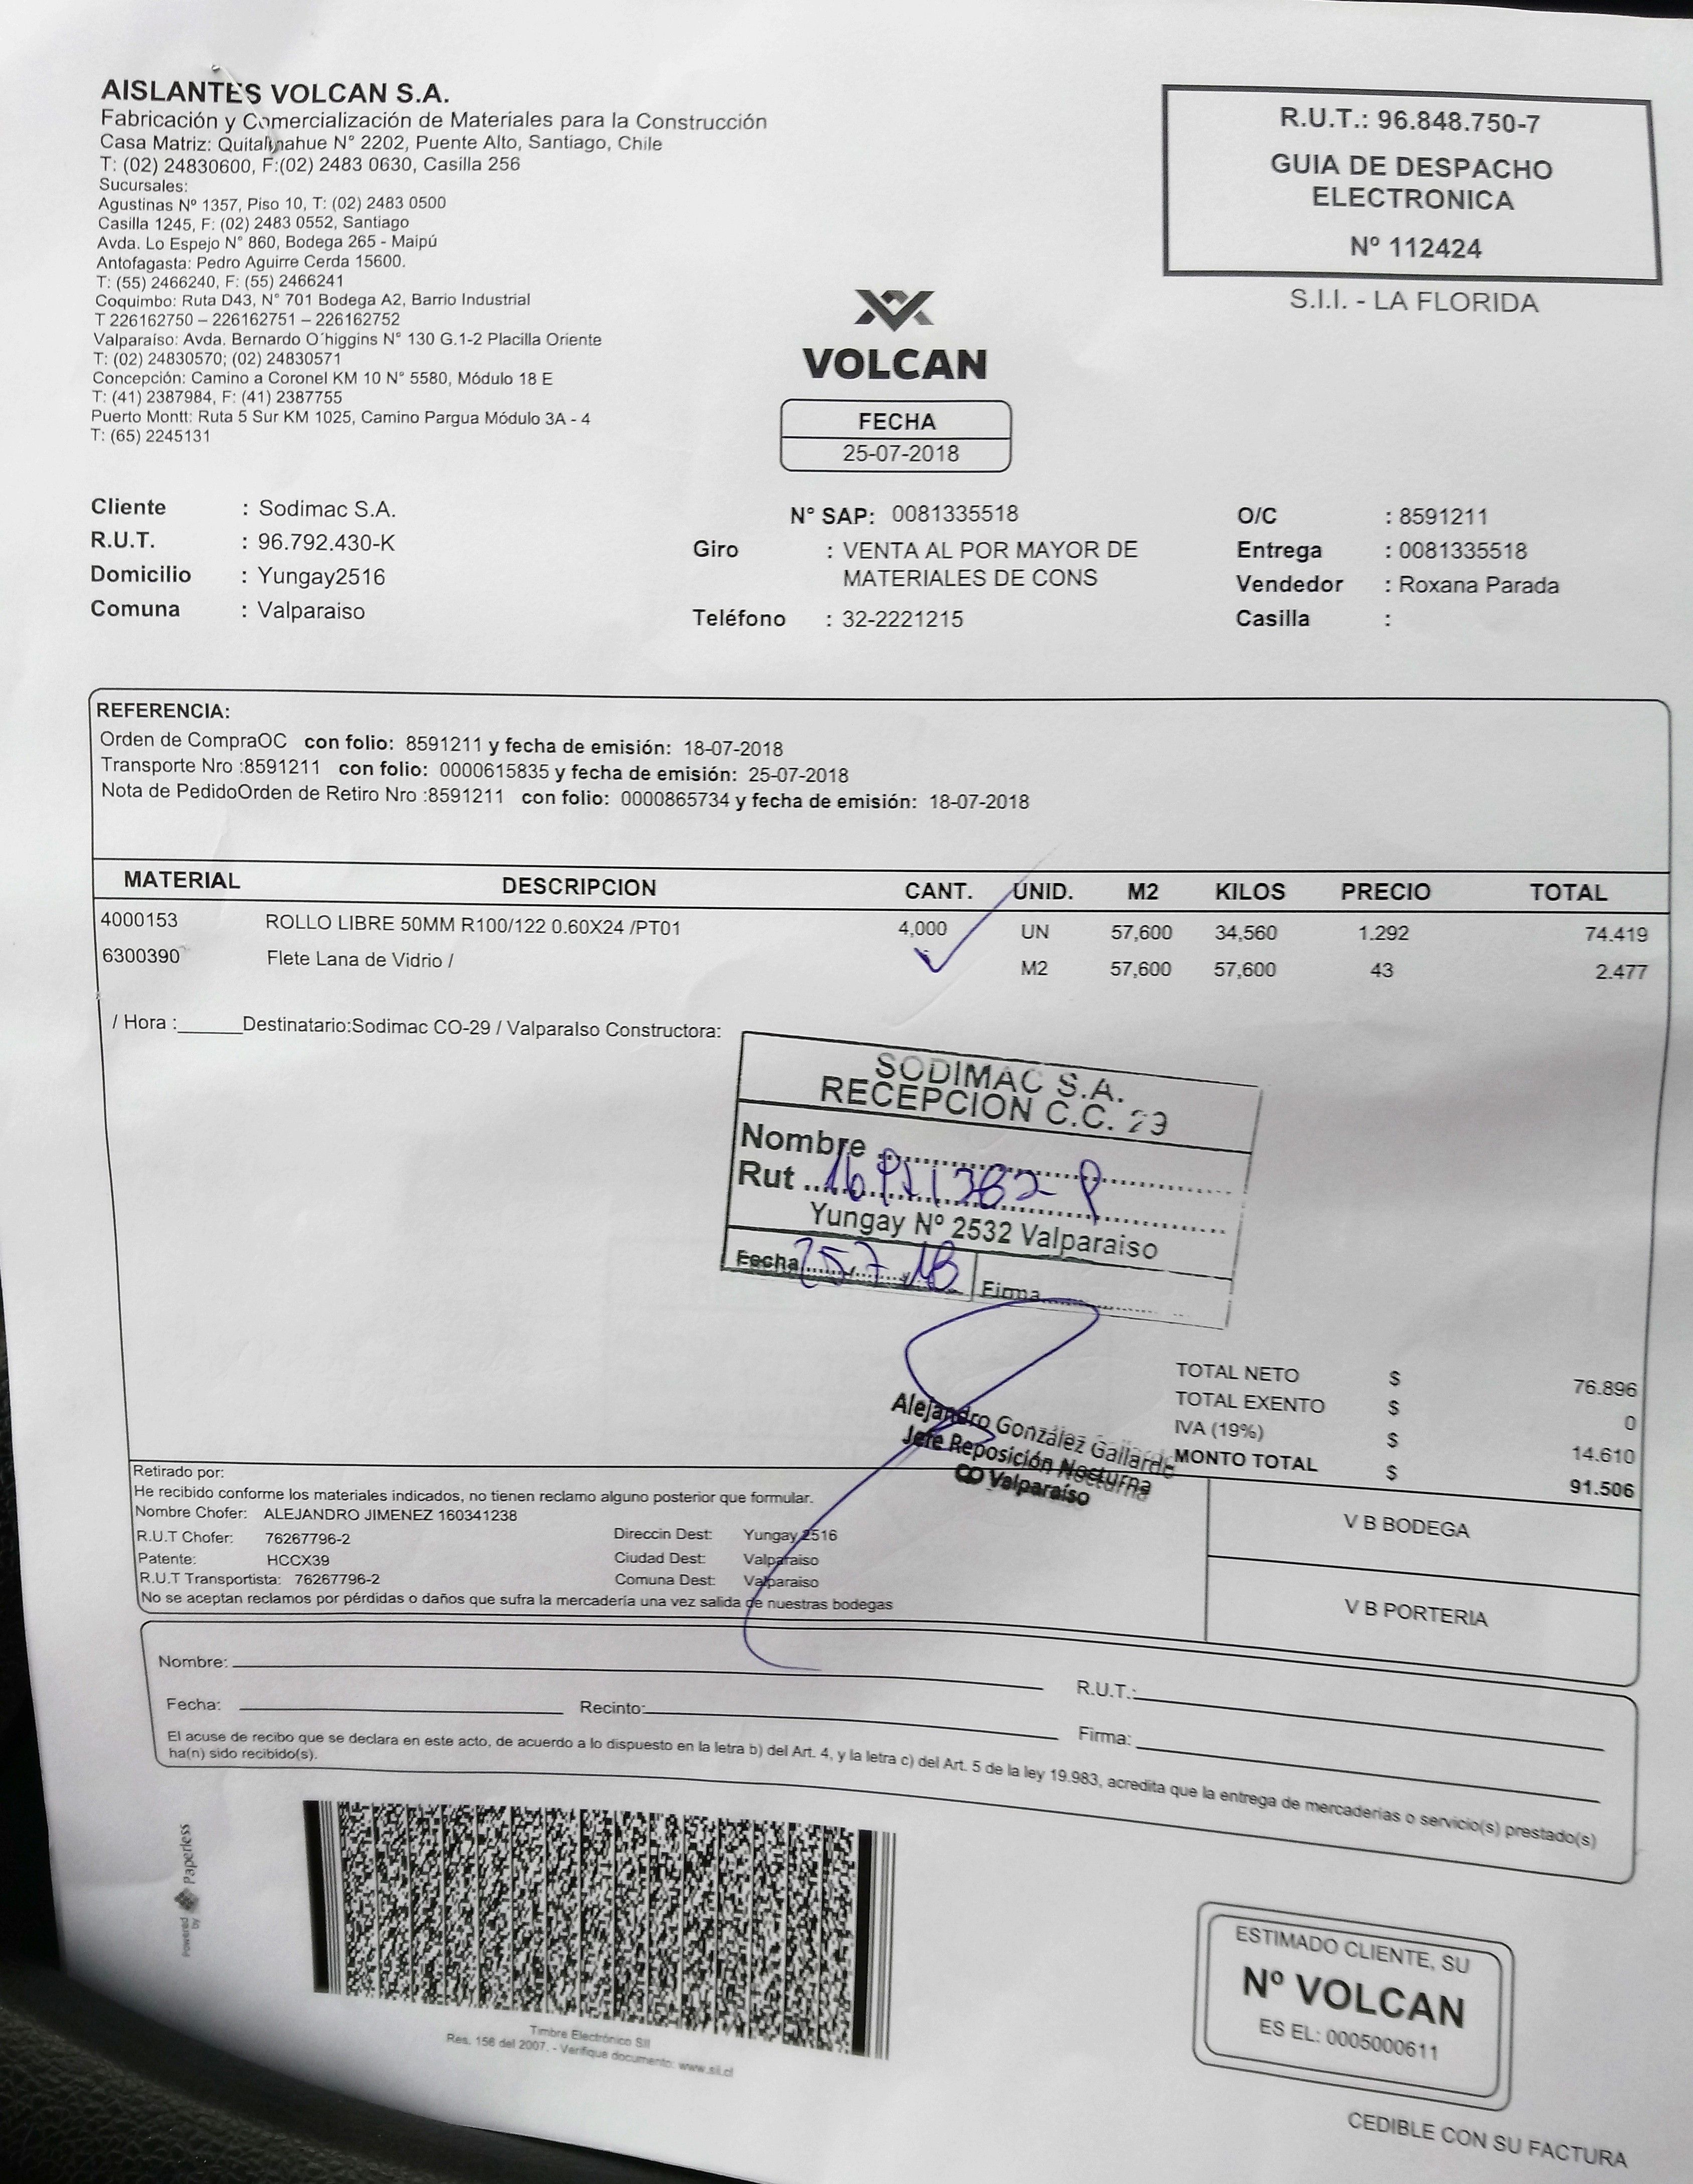 AISLANTES VOLCAN S.A.
Fabricación y Comercialización de Materiales para la Construcción
Casa Matriz: Quitalmahue N° 2202, Puente Alto, Santiago, Chile
T: (02) 24830600, F:(02) 2483 0630, Casilla 256
Sucursales:
Agustinas Nº 1357, Piso 10, T: (02) 2483 0500
Casilla 1245, F: (02) 2483 0552, Santiago
Avda. Lo Espejo N° 860, Bodega 265 - Maipú
Antofagasta: Pedro Aguirre Cerda 15600.
T: (55) 2466240, F: (55) 2466241
Coquimbo: Ruta D43, N° 701 Bodega A2, Barrio Industrial
T 226162750 – 226162751 – 226162752
Valparaíso: Avda. Bernardo O´higgins N° 130 G.1-2 Placilla Oriente
T: (02) 24830570; (02) 24830571
Concepción: Camino a Coronel KM 10 N° 5580, Módulo 18 E
T: (41) 2387984, F: (41) 2387755
Puerto Montt: Ruta 5 Sur KM 1025, Camino Pargua Módulo 3A - 4
T: (65) 2245131
R.U.T.: 96.848.750-7
GUIA DE DESPACHO
ELECTRONICA
Nº 112424
S.I.I. - LA FLORIDA
VOLCAN
FECHA
25-07-2018
Cliente : Sodimac S.A.
R.U.T. : 96.792.430-K
Domicilio : Yungay2516
Comuna : Valparaiso
N° SAP: 0081335518
Giro : VENTA AL POR MAYOR DE
MATERIALES DE CONS
Teléfono : 32-2221215
O/C : 8591211
Entrega : 0081335518
Vendedor : Roxana Parada
Casilla :
REFERENCIA:
Orden de CompraOC con folio: 8591211 y fecha de emisión: 18-07-2018
Transporte Nro :8591211 con folio: 0000615835 y fecha de emisión: 25-07-2018
Nota de PedidoOrden de Retiro Nro :8591211 con folio: 0000865734 y fecha de emisión: 18-07-2018
MATERIAL DESCRIPCION CANT. UNID. M2 KILOS PRECIO TOTAL
4000153 ROLLO LIBRE 50MM R100/122 0.60X24 /PT01 4,000 UN 57,600 34,560 1.292 74.419
6300390 Flete Lana de Vidrio / M2 57,600 57,600 43 2.477
/ Hora :______Destinatario:Sodimac CO-29 / ValparaIso Constructora:
SODIMAC S.A.
RECEPCION C.C. 29
Nombre
Rut
Yungay Nº 2532 Valparaiso
Fecha 25.7.18 Firma
TOTAL NETO $ 76.896
TOTAL EXENTO $ 0
IVA (19%) $ 14.610
MONTO TOTAL $ 91.506
Alejandro González Gallardo
Jefe Reposición Nocturna
CO Valparaíso
Retirado por:
He recibido conforme los materiales indicados, no tienen reclamo alguno posterior que formular.
Nombre Chofer: ALEJANDRO JIMENEZ 160341238
R.U.T Chofer: 76267796-2 Direccin Dest: Yungay 2516
Patente: HCCX39 Ciudad Dest: Valparaiso
R.U.T Transportista: 76267796-2 Comuna Dest: Valparaiso
No se aceptan reclamos por pérdidas o daños que sufra la mercadería una vez salida de nuestras bodegas
V B BODEGA
V B PORTERIA
Nombre: R.U.T.:
Fecha: Recinto: Firma:
El acuse de recibo que se declara en este acto, de acuerdo a lo dispuesto en la letra b) del Art. 4, y la letra c) del Art. 5 de la ley 19.983, acredita que la entrega de mercaderías o servicio(s) prestado(s)
ha(n) sido recibido(s).
Powered by Paperless
Timbre Electrónico SII
Res. 156 del 2007. - Verifique documento: www.sii.cl
ESTIMADO CLIENTE, SU
Nº VOLCAN
ES EL: 0005000611
CEDIBLE CON SU FACTURA